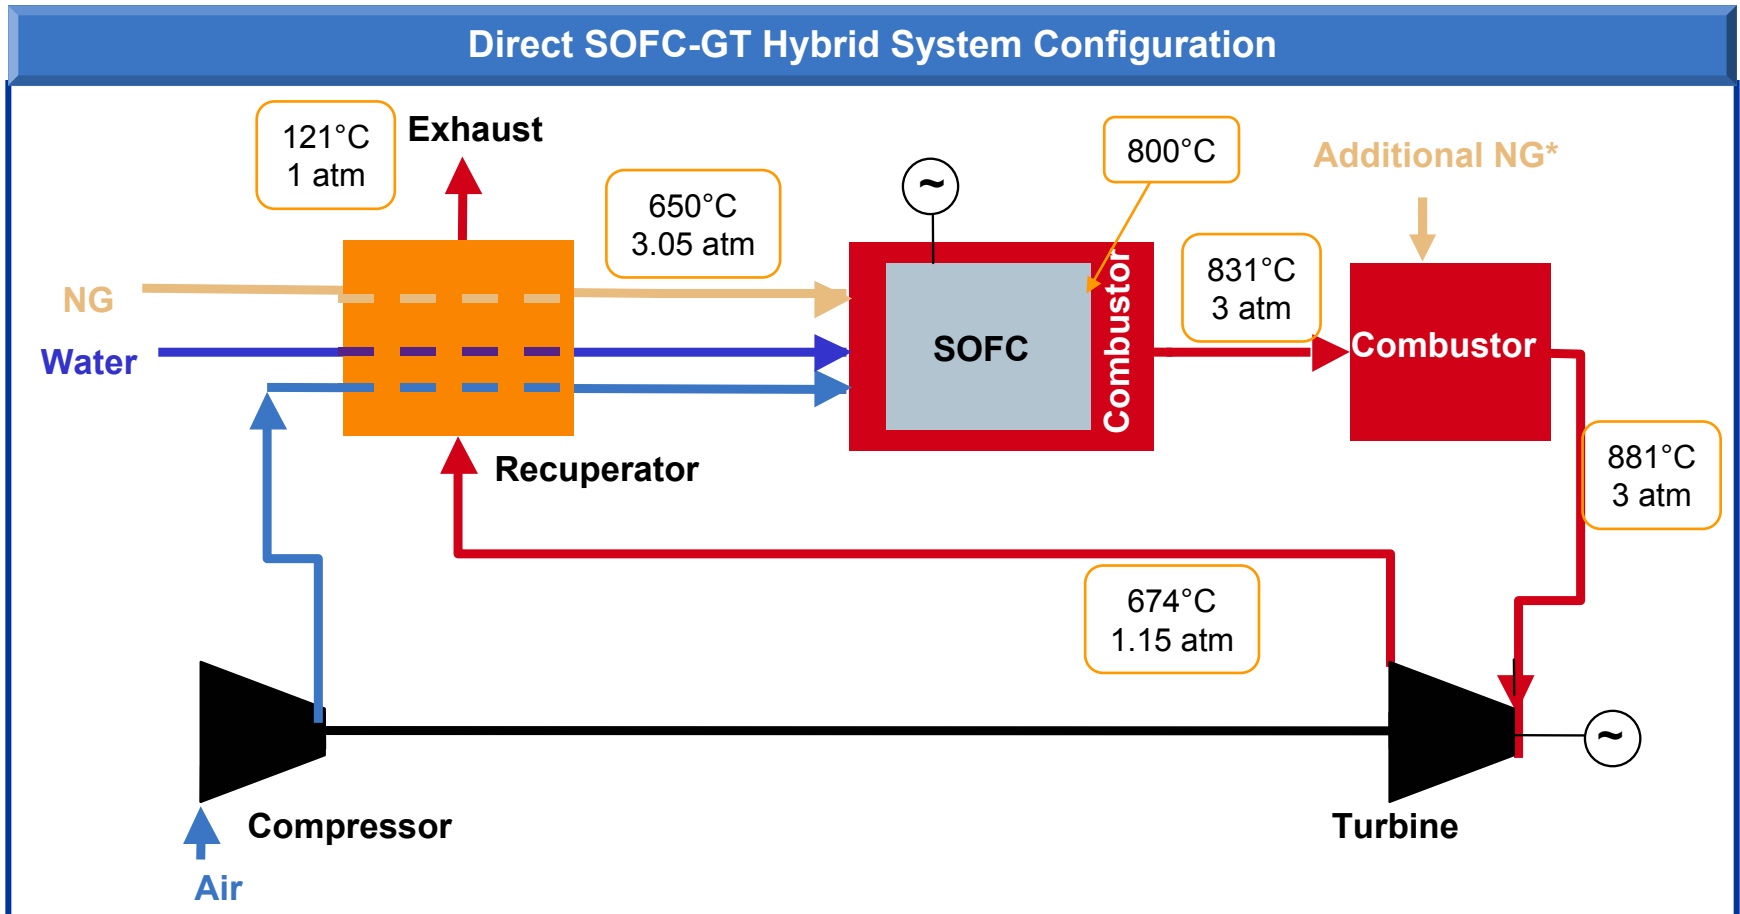 Direct SOFC-GT Hybrid System Configuration
121°C
1 atm
Exhaust
650°C
3.05 atm
~
800°C
Additional NG*
831°C
3 atm
NG
Water
SOFC
Combustor
Combustor
881°C
3 atm
Recuperator
674°C
1.15 atm
~
Compressor
Turbine
Air